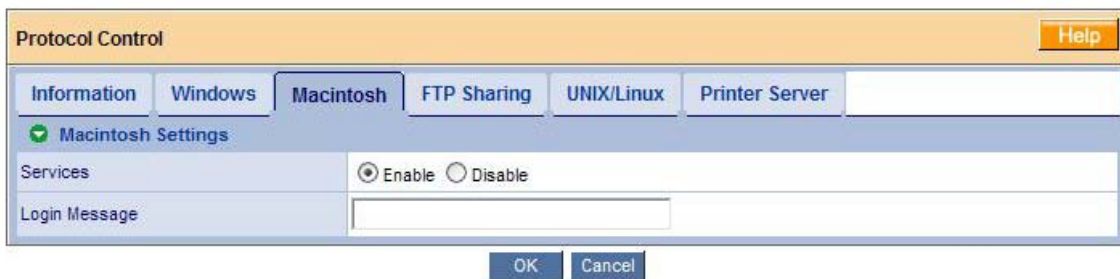 Protocol Control Help
Information Windows Macintosh FTP Sharing UNIX/Linux Printer Server
Macintosh Settings
Services Enable Disable
Login Message
OK Cancel